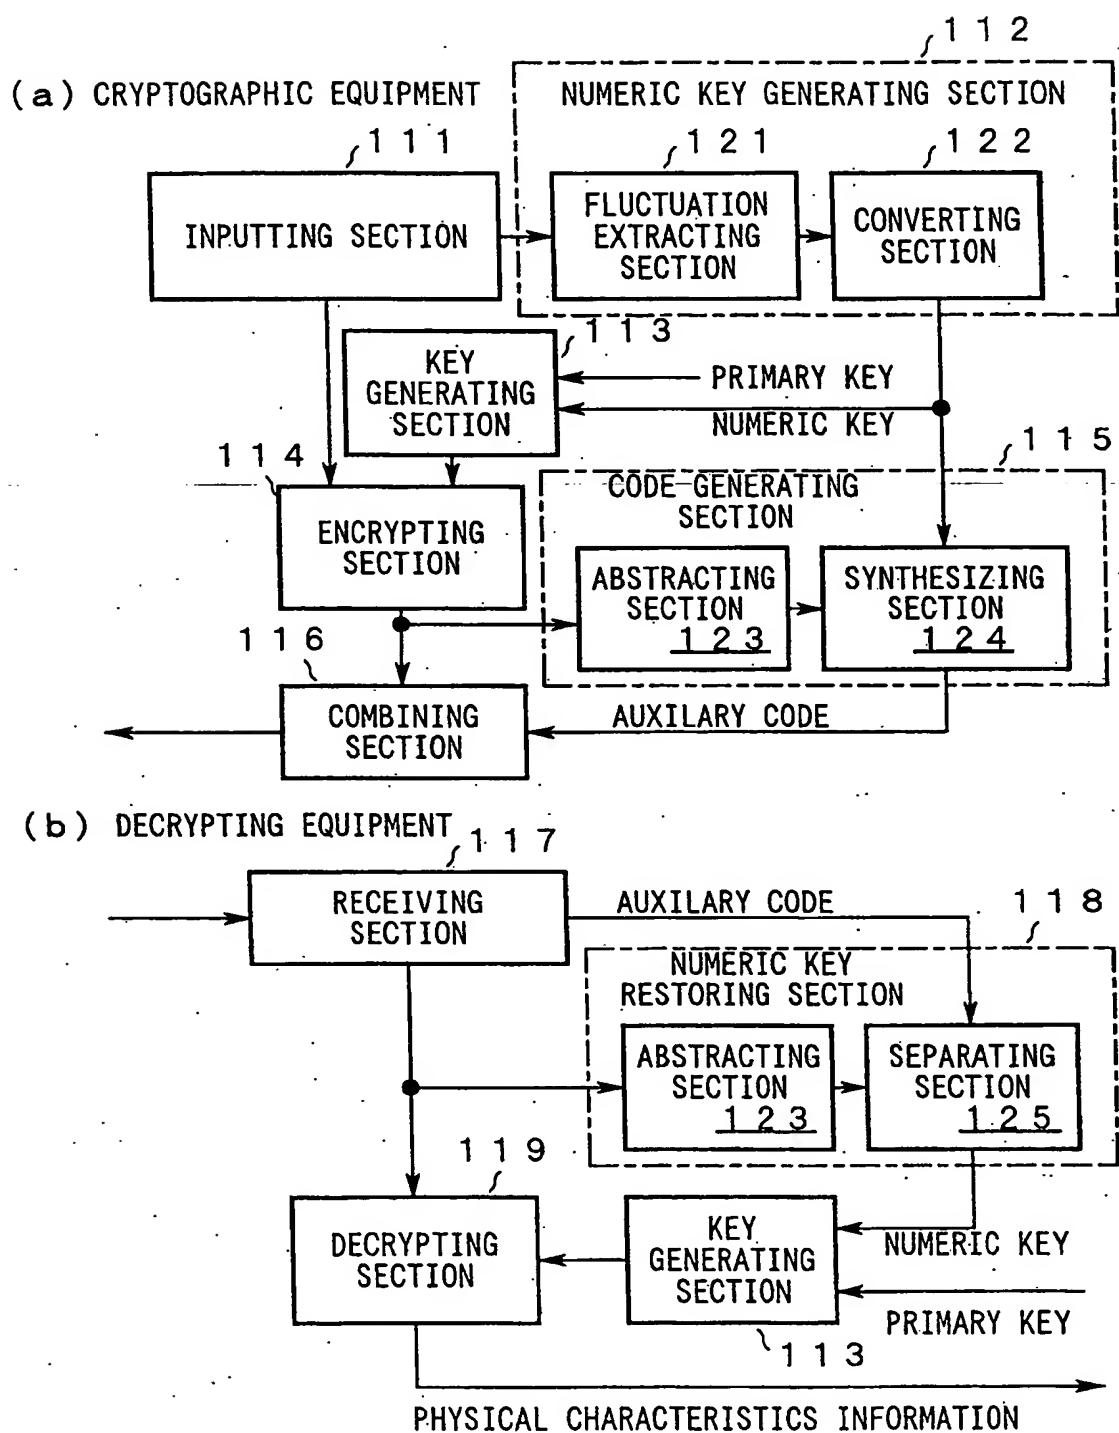 112
(a) CRYPTOGRAPHIC EQUIPMENT
NUMERIC KEY GENERATING SECTION
111
121
122
INPUTTING SECTION
FLUCTUATION
EXTRACTING
SECTION
CONVERTING
SECTION
113
KEY
GENERATING
SECTION
PRIMARY KEY
NUMERIC KEY
114
115
CODE-GENERATING
SECTION
ENCRYPTING
SECTION
ABSTRACTING
SECTION
123
SYNTHESIZING
SECTION
124
116
COMBINING
SECTION
AUXILARY CODE
(b) DECRYPTING EQUIPMENT
117
RECEIVING
SECTION
AUXILARY CODE
118
NUMERIC KEY
RESTORING SECTION
ABSTRACTING
SECTION
123
SEPARATING
SECTION
125
119
DECRYPTING
SECTION
KEY
GENERATING
SECTION
NUMERIC KEY
PRIMARY KEY
113
PHYSICAL CHARACTERISTICS INFORMATION